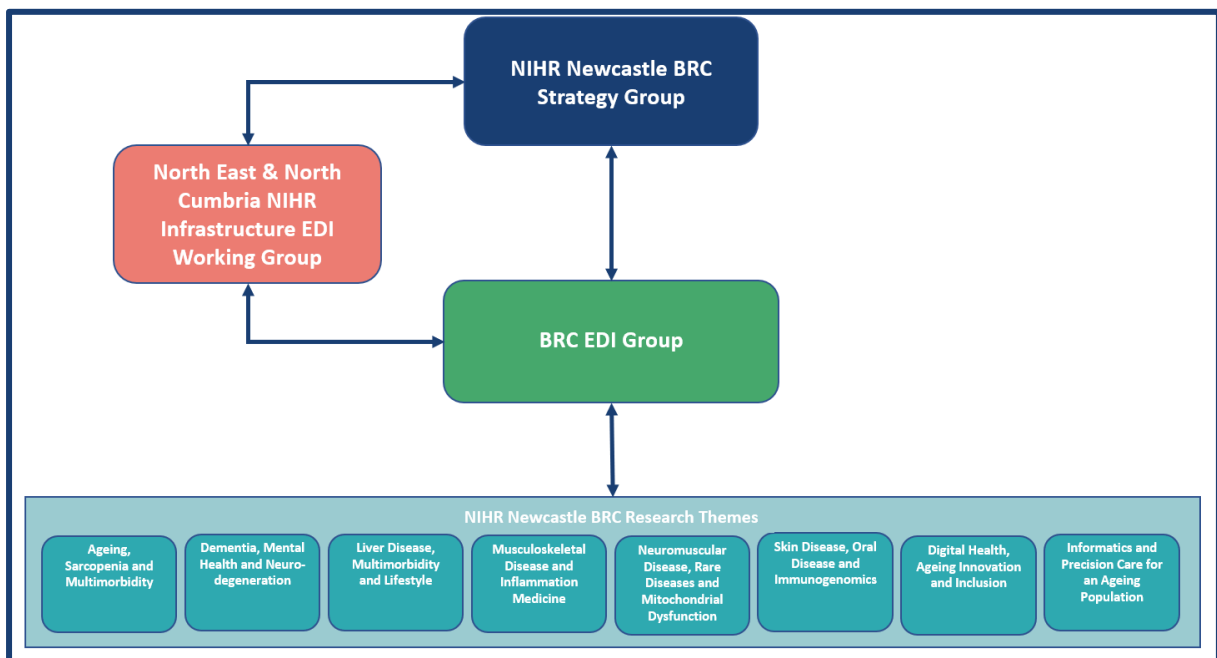 NIHR Newcastle BRC
Strategy Group
North East & North
Cumbria NIHR
Infrastructure EDI
Working Group
BRC EDI Group
NIHR Newcastle BRC Research Themes
Ageing,
Sarcopenia and
Multimorbidity
Dementia, Mental
Health and Neuro-
degeneration
Liver Disease,
Multimorbidity
and Lifestyle
Musculoskeletal
Disease and
Inflammation
Medicine
Neuromuscular
Disease, Rare
Diseases and
Mitochondrial
Dysfunction
Skin Disease, Oral
Disease and
Immunogenomics
Digital Health,
Ageing Innovation
and Inclusion
Informatics and
Precision Care for
an Ageing
Population